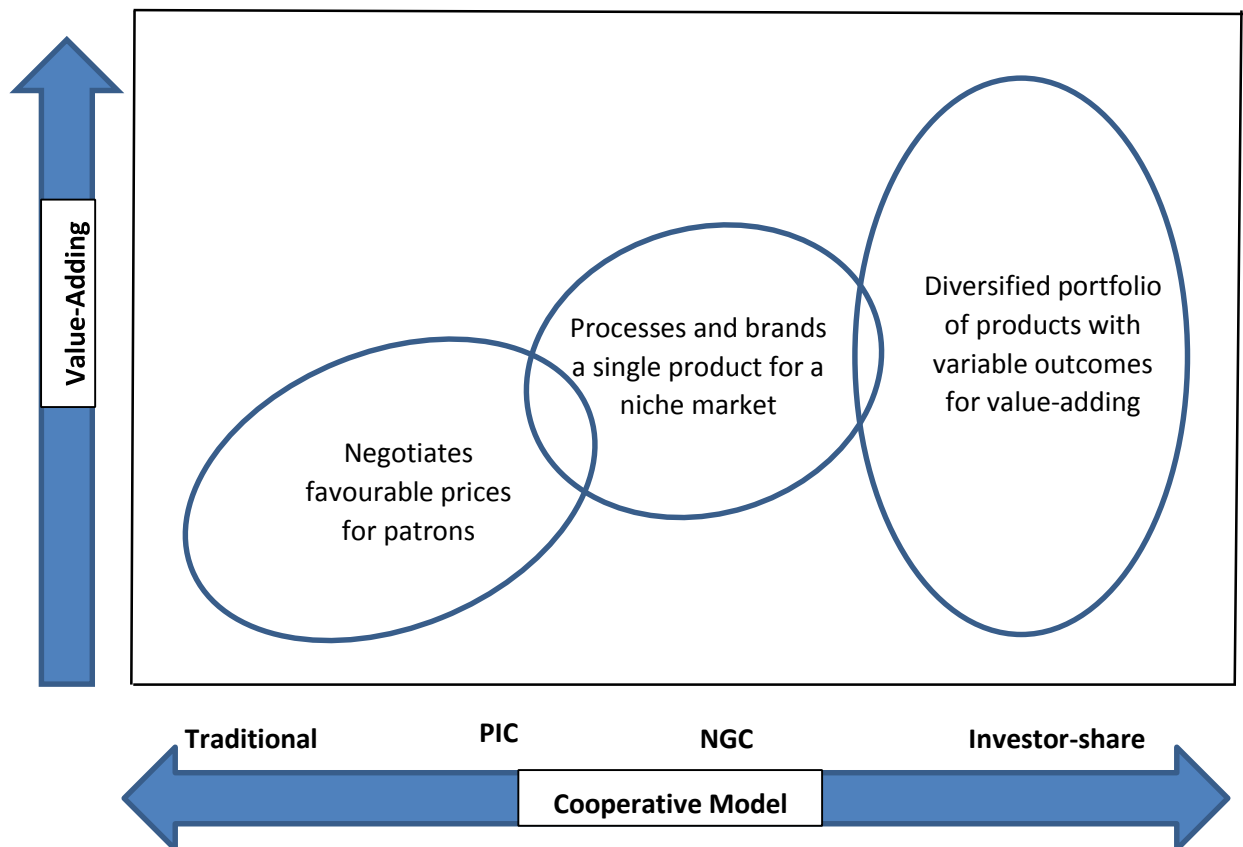 Value-Adding
Negotiates
favourable prices
for patrons
Processes and brands
a single product for a
niche market
Diversified portfolio
of products with
variable outcomes
for value-adding
Traditional
PIC
NGC
Investor-share
Cooperative Model